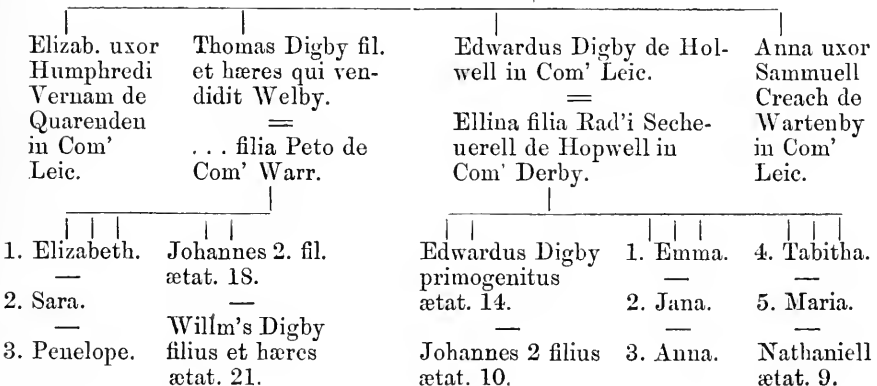 Elizab. uxor
Humphredi
Vernam de
Quarenden
in Com'
Leic.
Thomas Digby fil.
et hæres qui ven-
didit Welby.
=
. . . filia Peto de
Com' Warr.
Edwardus Digby de Hol-
well in Com' Leic.
=
Ellina filia Rad'i Seche-
uerell de Hopwell in
Com' Derby.
Anna uxor
Sammuell
Creach de
Wartenby
in Com'
Leic.
1. Elizabeth.
—
2. Sara.
—
3. Penelope.
Johannes 2. fil.
ætat. 18.
—
Willm's Digby
filius et hæres
ætat. 21.
Edwardus Digby
primogenitus
ætat. 14.
—
Johannes 2 filius
ætat. 10.
1. Emma.
—
2. Jana.
—
3. Anna.
4. Tabitha.
—
5. Maria.
—
Nathaniell
ætat. 9.